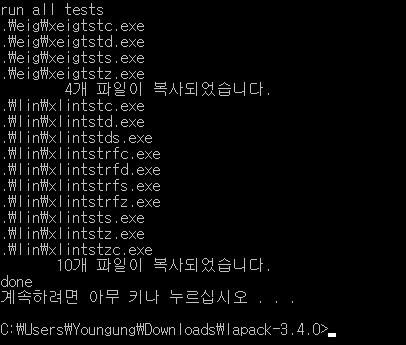 run all tests
.₩eig₩xeigtstc.exe
.₩eig₩xeigtstd.exe
.₩eig₩xeigtsts.exe
.₩eig₩xeigtstz.exe
4개 파일이 복사되었습니다.
.₩lin₩xlintstc.exe
.₩lin₩xlintstd.exe
.₩lin₩xlintstds.exe
.₩lin₩xlintstrfc.exe
.₩lin₩xlintstrfd.exe
.₩lin₩xlintstrfs.exe
.₩lin₩xlintstrfz.exe
.₩lin₩xlintsts.exe
.₩lin₩xlintstz.exe
.₩lin₩xlintstzc.exe
10개 파일이 복사되었습니다.
done
계속하려면 아무 키나 누르십시오 . . .
C:₩Users₩Youngung₩Downloads₩lapack-3.4.0>